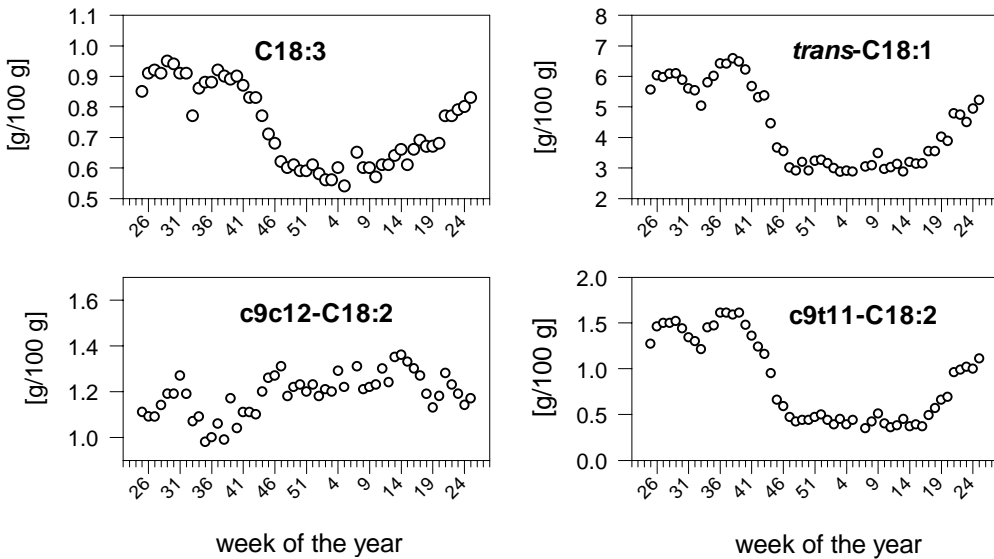 C18:3
[g/100 g]
1.1
1.0
0.9
0.8
0.7
0.6
0.5
26 31 36 41 46 51 4 9 14 19 24
trans-C18:1
[g/100 g]
8
7
6
5
4
3
2
26 31 36 41 46 51 4 9 14 19 24
c9c12-C18:2
[g/100 g]
1.6
1.4
1.2
1.0
26 31 36 41 46 51 4 9 14 19 24
week of the year
c9t11-C18:2
[g/100 g]
2.0
1.5
1.0
0.5
0.0
26 31 36 41 46 51 4 9 14 19 24
week of the year